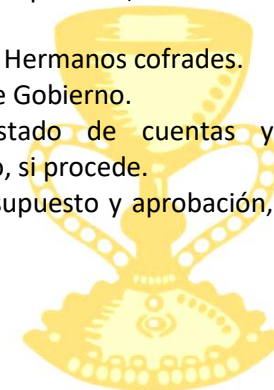 Hermanos cofrades.
e Gobierno.
stado de cuentas y
o, si procede.
supuesto y aprobación,